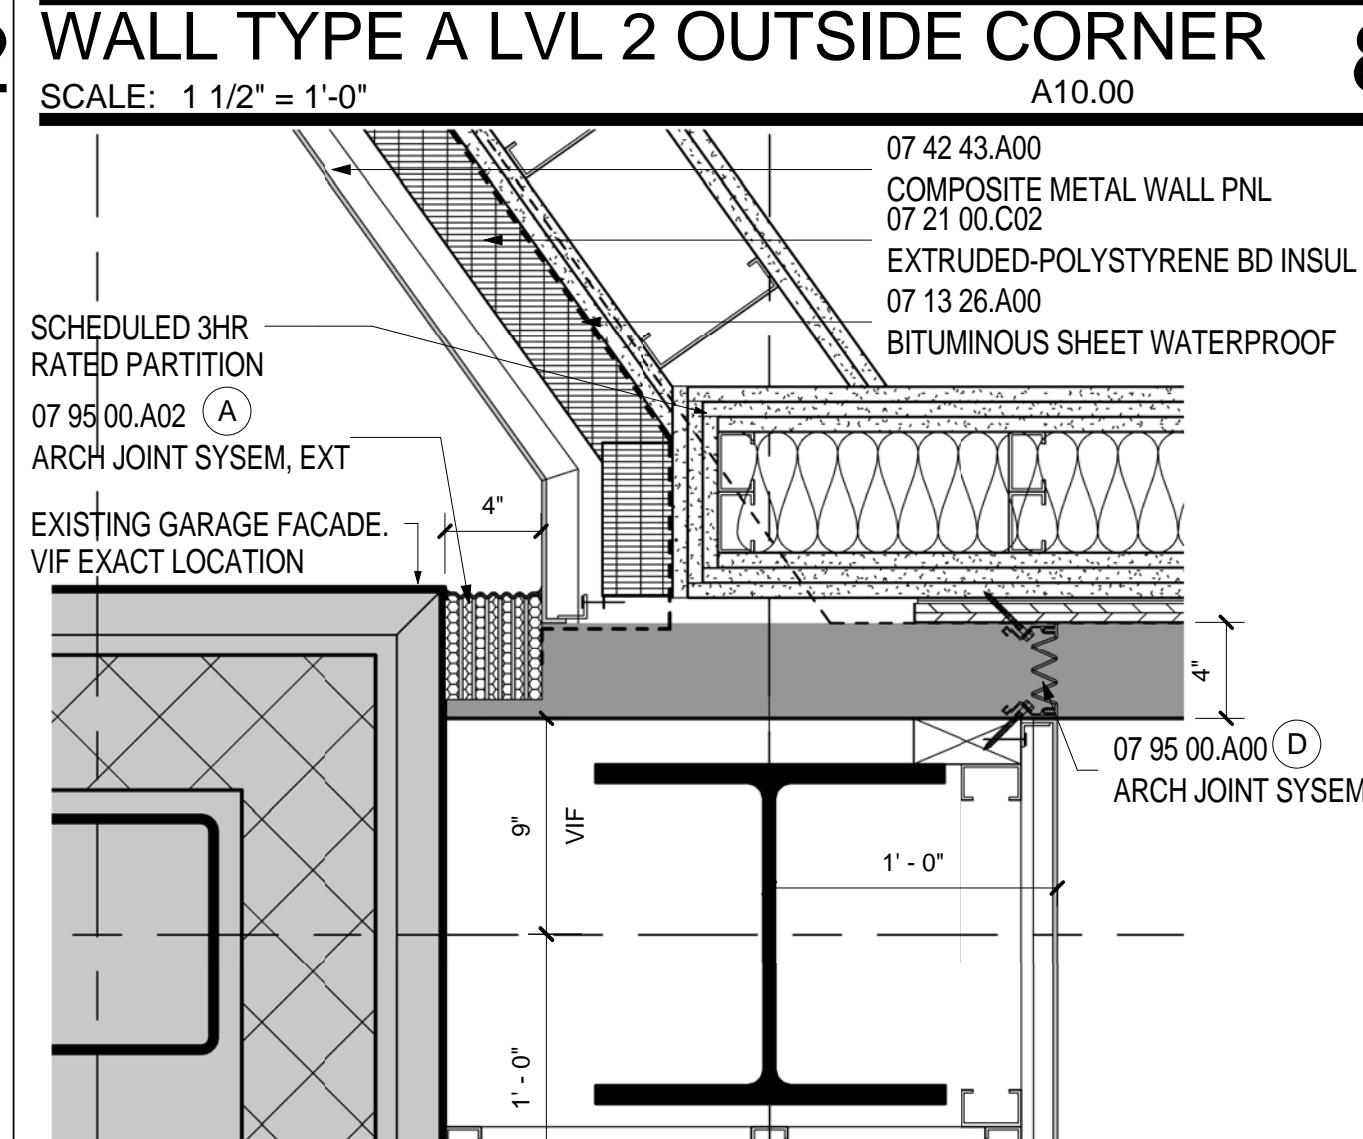 WALL TYPE A LVL 2 OUTSIDE CORNER
SCALE: 1 1/2" = 1'-0"
A10.00
07 42 43.A00
COMPOSITE METAL WALL PNL
07 21 00.C02
EXTRUDED-POLYSTYRENE BD INSUL
07 13 26.A00
BITUMINOUS SHEET WATERPROOF
SCHEDULED 3HR
RATED PARTITION
07 95 00.A02 A
ARCH JOINT SYSEM, EXT
EXISTING GARAGE FACADE.
VIF EXACT LOCATION
4"
4"
07 95 00.A00 D
ARCH JOINT SYSEM
9"
VIF
1' - 0"
1' - 0"